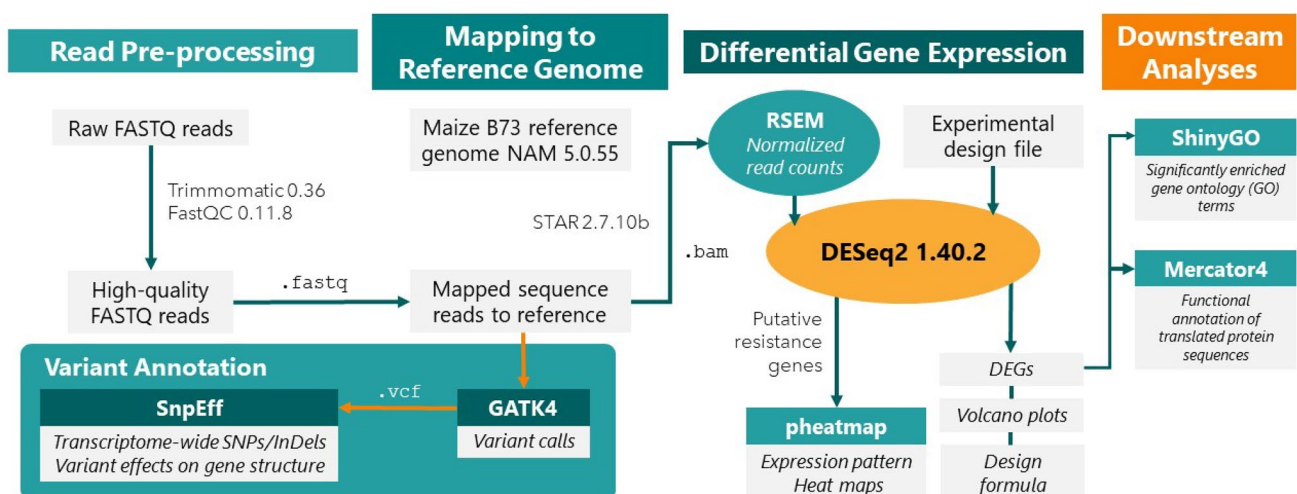 Read Pre-processing
Raw FASTQ reads
Trimmomatic 0.36
FastQC 0.11.8
High-quality
FASTQ reads
.fastq
Mapping to
Reference Genome
Maize B73 reference
genome NAM 5.0.55
STAR 2.7.10b
Mapped sequence
reads to reference
.bam
Variant Annotation
SnpEff
Transcriptome-wide SNPs/InDels
Variant effects on gene structure
.vcf
GATK4
Variant calls
Differential Gene Expression
RSEM
Normalized
read counts
Experimental
design file
DESeq2 1.40.2
Putative
resistance
genes
pheatmap
Expression pattern
Heat maps
DEGs
Volcano plots
Design
formula
Downstream
Analyses
ShinyGO
Significantly enriched
gene ontology (GO)
terms
Mercator4
Functional
annotation of
translated protein
sequences